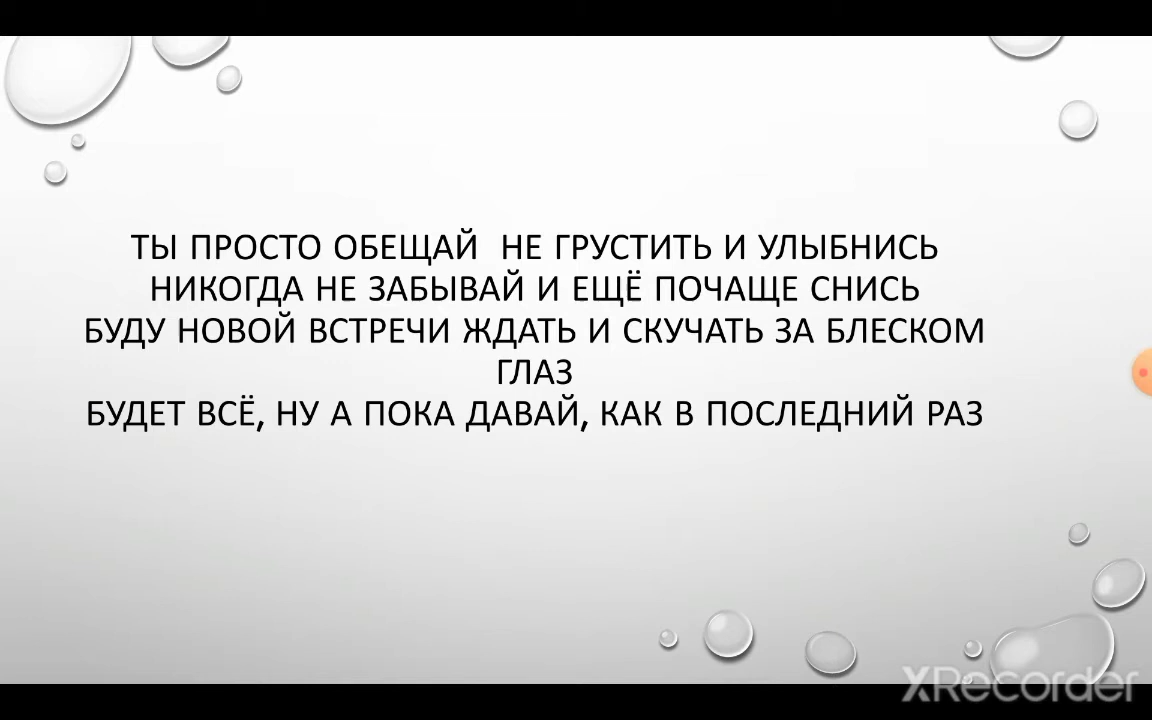 ТЫ ПРОСТО ОБЕЩАЙ  НЕ ГРУСТИТЬ И УЛЫБНИСЬ
НИКОГДА НЕ ЗАБЫВАЙ И ЕЩЁ ПОЧАЩЕ СНИСЬ
БУДУ НОВОЙ ВСТРЕЧИ ЖДАТЬ И СКУЧАТЬ ЗА БЛЕСКОМ
ГЛАЗ
БУДЕТ ВСЁ, НУ А ПОКА ДАВАЙ, КАК В ПОСЛЕДНИЙ РАЗ
XRecorder